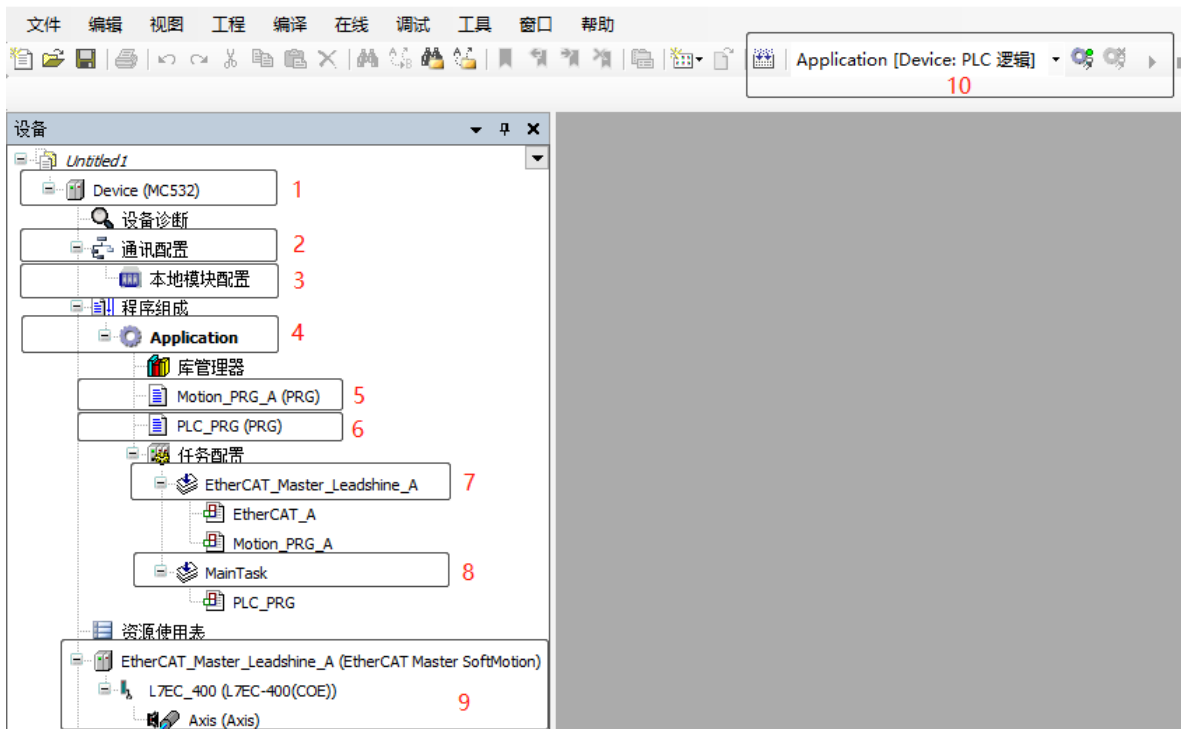 文件 编辑 视图 工程 编译 在线 调试 工具 窗口 帮助
Application [Device: PLC 逻辑]
10
设备
Untitled1
Device (MC532) 1
设备诊断
通讯配置 2
本地模块配置 3
程序组成
Application 4
库管理器
Motion_PRG_A (PRG) 5
PLC_PRG (PRG) 6
任务配置
EtherCAT_Master_Leadshine_A 7
EtherCAT_A
Motion_PRG_A
MainTask 8
PLC_PRG
资源使用表
EtherCAT_Master_Leadshine_A (EtherCAT Master SoftMotion)
L7EC_400 (L7EC-400(COE))
9
Axis (Axis)